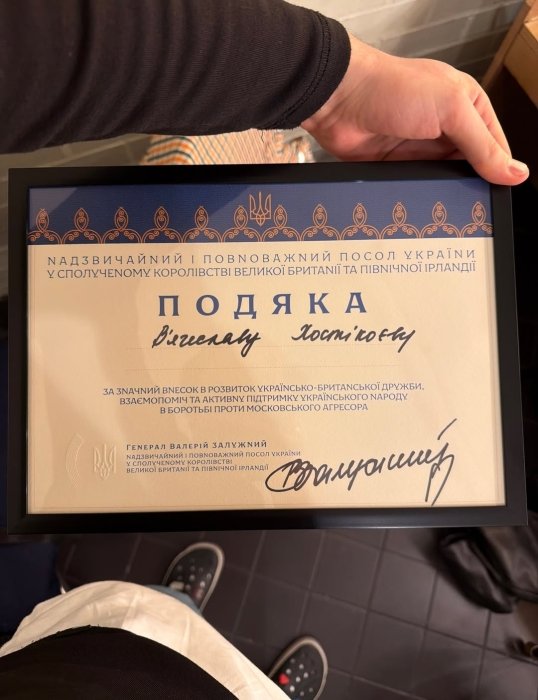 НАДЗВИЧАЙНИЙ І ПОВНОВАЖНИЙ ПОСОЛ УКРАЇНИ
У СПОЛУЧЕНОМУ КОРОЛІВСТВІ ВЕЛИКОЇ БРИТАНІЇ ТА ПІВНІЧНОЇ ІРЛАНДІЇ
ПОДЯКА
В'ячеславу Хостікоєву
ЗА ЗНАЧНИЙ ВНЕСОК В РОЗВИТОК УКРАЇНСЬКО-БРИТАНСЬКОЇ ДРУЖБИ,
ВЗАЄМОПОМІЧ ТА АКТИВНУ ПІДТРИМКУ УКРАЇНСЬКОГО НАРОДУ
В БОРОТЬБІ ПРОТИ МОСКОВСЬКОГО АГРЕСОРА
ГЕНЕРАЛ ВАЛЕРІЙ ЗАЛУЖНИЙ
НАДЗВИЧАЙНИЙ І ПОВНОВАЖНИЙ ПОСОЛ УКРАЇНИ
У СПОЛУЧЕНОМУ КОРОЛІВСТВІ
ВЕЛИКОЇ БРИТАНІЇ ТА ПІВНІЧНОЇ ІРЛАНДІЇ